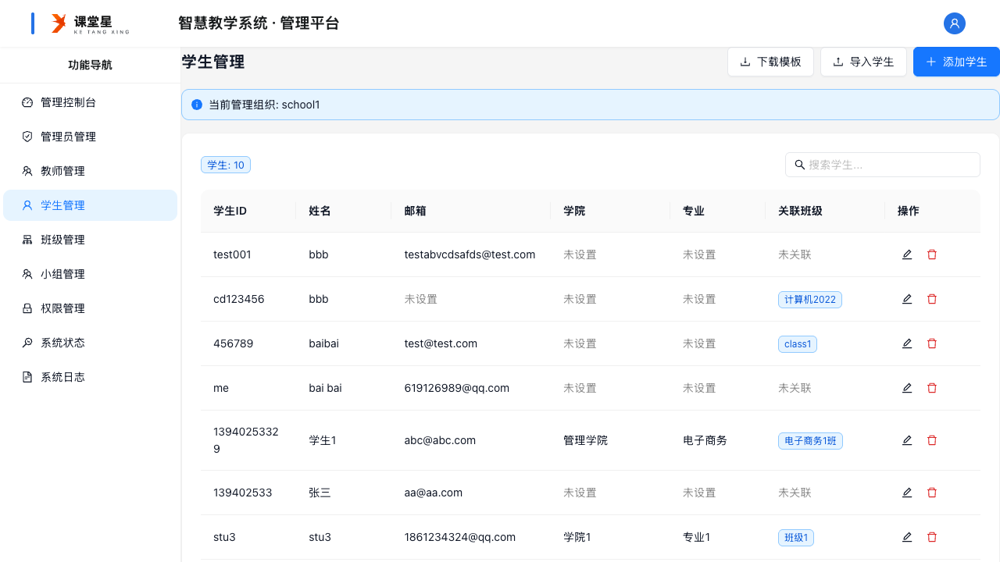 课堂星
KE TANG XING
智慧教学系统 · 管理平台
功能导航
管理控制台
管理员管理
教师管理
学生管理
班级管理
小组管理
权限管理
系统状态
系统日志
学生管理
下载模板
导入学生
添加学生
当前管理组织: school1
学生: 10
搜索学生...
学生ID 姓名 邮箱 学院 专业 关联班级 操作
test001 bbb testabvcdsafds@test.com 未设置 未设置 未关联
cd123456 bbb 未设置 未设置 未设置 计算机2022
456789 baibai test@test.com 未设置 未设置 class1
me bai bai 619126989@qq.com 未设置 未设置 未关联
1394025332
9 学生1 abc@abc.com 管理学院 电子商务 电子商务1班
139402533 张三 aa@aa.com 未设置 未设置 未关联
stu3 stu3 1861234324@qq.com 学院1 专业1 班级1